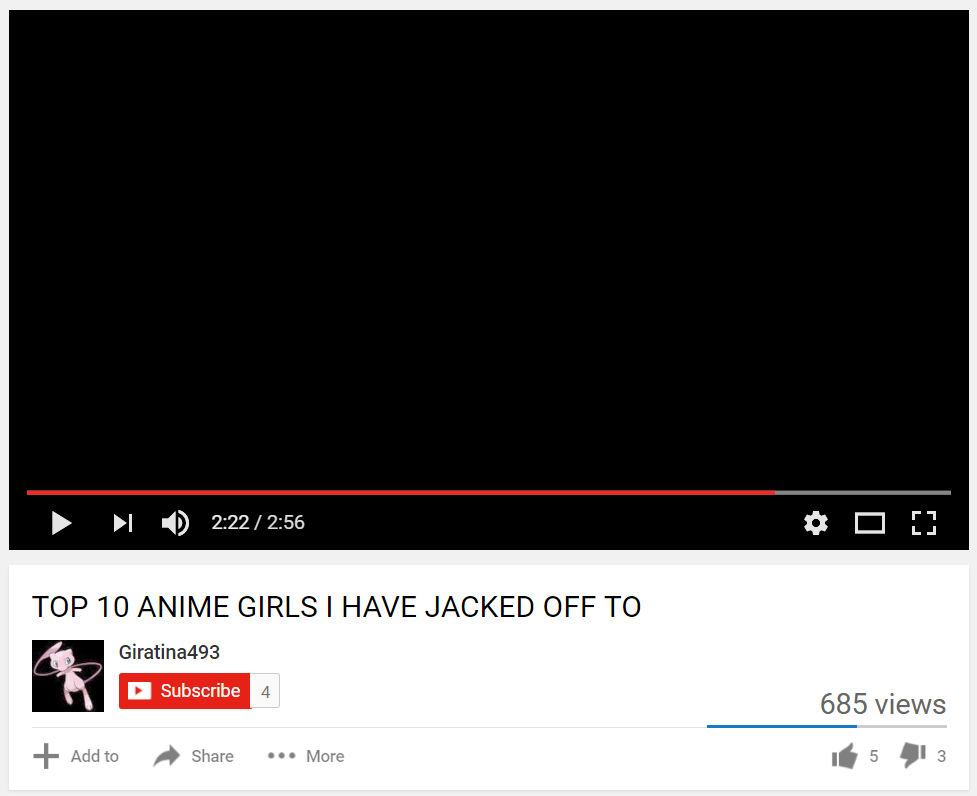 2:22 / 2:56
TOP 10 ANIME GIRLS I HAVE JACKED OFF TO
Giratina493
Subscribe 4
685 views
Add to Share More 5 3